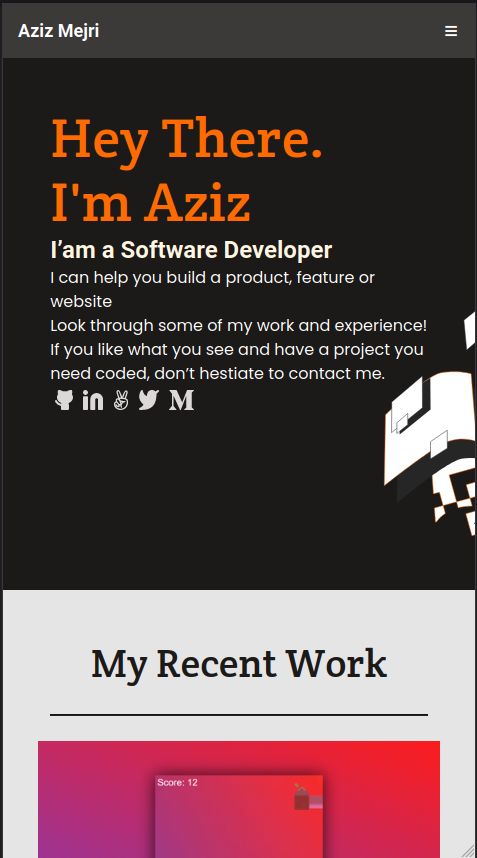 Aziz Mejri
Hey There.
I'm Aziz
I’am a Software Developer
I can help you build a product, feature or
website
Look through some of my work and experience!
If you like what you see and have a project you
need coded, don’t hestiate to contact me.
My Recent Work
Score: 12